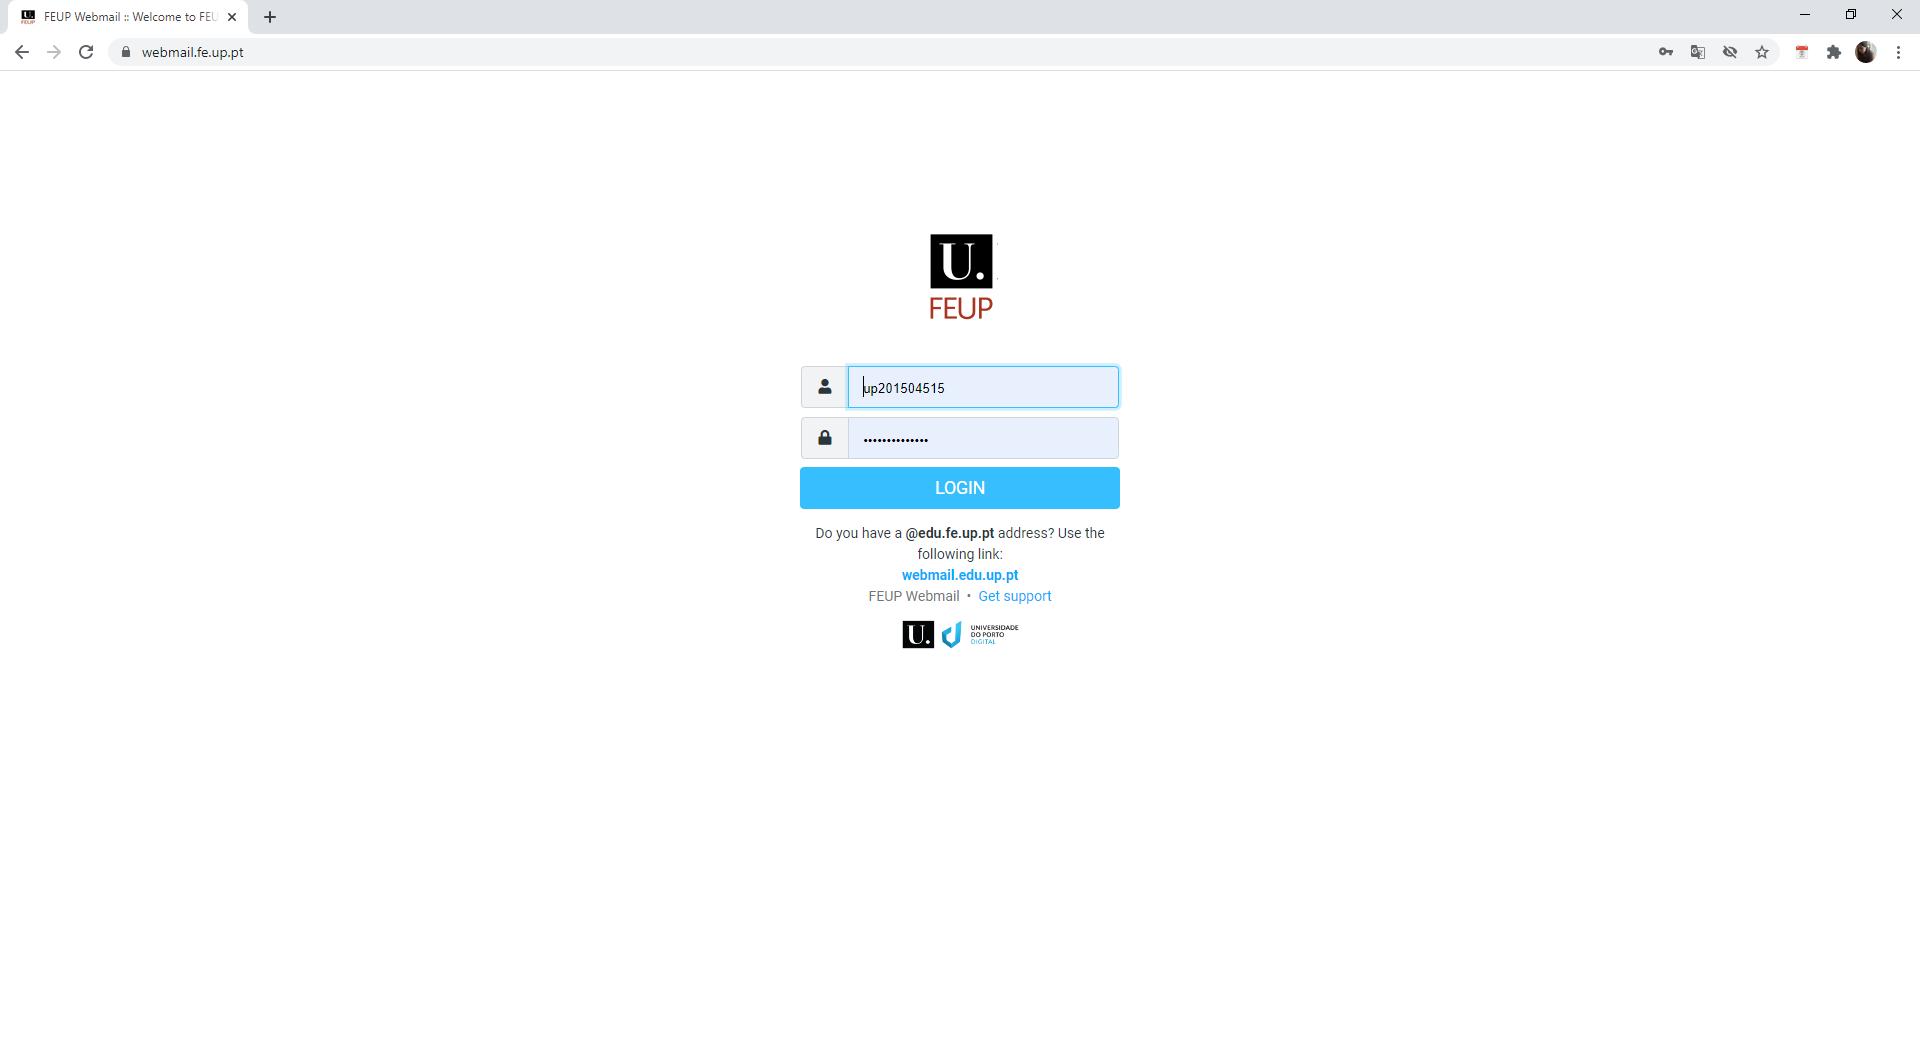 FEUP Webmail :: Welcome to FEU
webmail.fe.up.pt
U.
FEUP
up201504515
••••••••••••••
LOGIN
Do you have a @edu.fe.up.pt address? Use the
following link:
webmail.edu.up.pt
FEUP Webmail • Get support
U.
UNIVERSIDADE
DO PORTO
DIGITAL